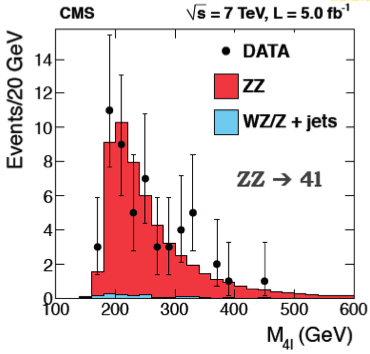 CMS
√s = 7 TeV, L = 5.0 fb⁻¹
Events/20 GeV
14
12
10
8
6
4
2
0
DATA
ZZ
WZ/Z + jets
ZZ → 4l
100 200 300 400 500 600
M₄ₗ (GeV)